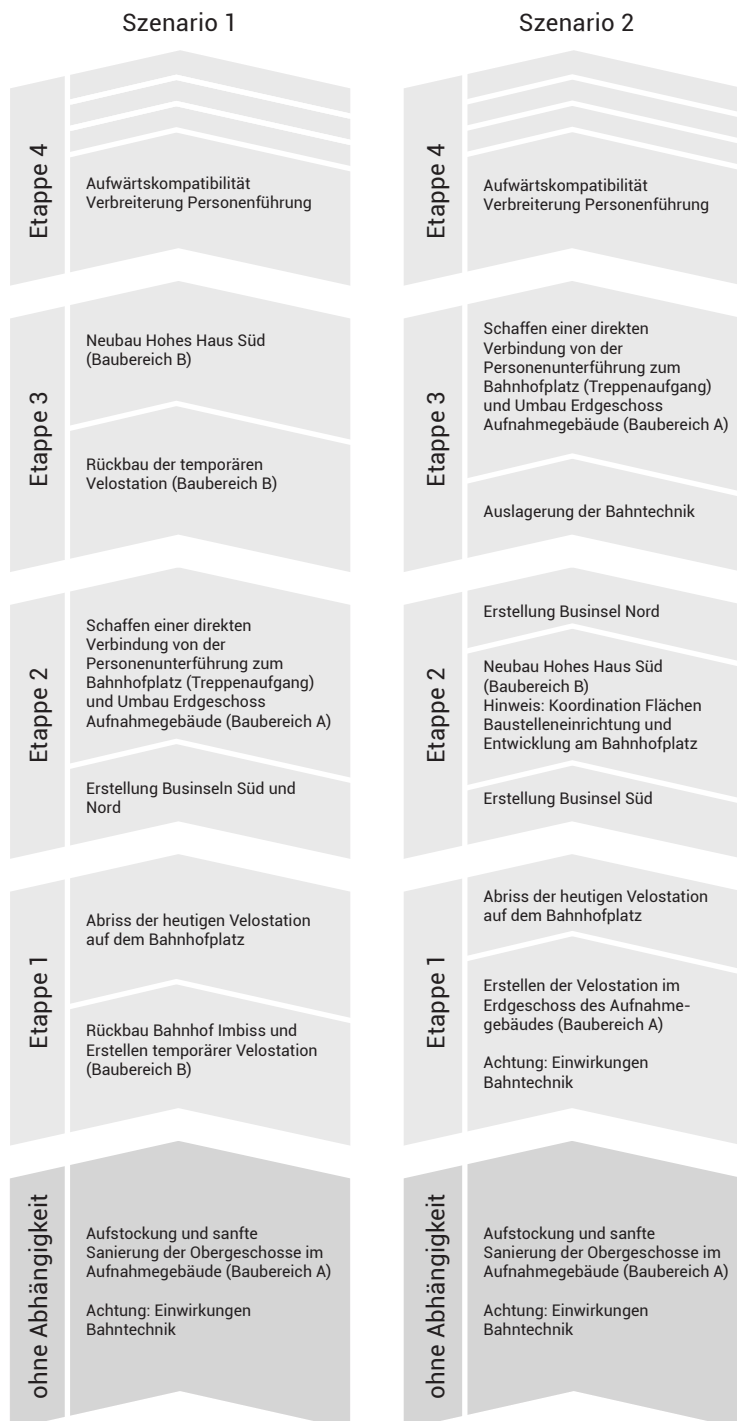 Szenario 1
Etappe 4
Aufwärtskompatibilität
Verbreiterung Personenführung
Etappe 3
Neubau Hohes Haus Süd
(Baubereich B)
Rückbau der temporären
Velostation (Baubereich B)
Etappe 2
Schaffen einer direkten
Verbindung von der
Personenunterführung zum
Bahnhofplatz (Treppenaufgang)
und Umbau Erdgeschoss
Aufnahmegebäude (Baubereich A)
Erstellung Businseln Süd und
Nord
Etappe 1
Abriss der heutigen Velostation
auf dem Bahnhofplatz
Rückbau Bahnhof Imbiss und
Erstellen temporärer Velostation
(Baubereich B)
ohne Abhängigkeit
Aufstockung und sanfte
Sanierung der Obergeschosse im
Aufnahmegebäude (Baubereich A)
Achtung: Einwirkungen
Bahntechnik
Szenario 2
Etappe 4
Aufwärtskompatibilität
Verbreiterung Personenführung
Etappe 3
Schaffen einer direkten
Verbindung von der
Personenunterführung zum
Bahnhofplatz (Treppenaufgang)
und Umbau Erdgeschoss
Aufnahmegebäude (Baubereich A)
Auslagerung der Bahntechnik
Etappe 2
Erstellung Businsel Nord
Neubau Hohes Haus Süd
(Baubereich B)
Hinweis: Koordination Flächen
Baustelleneinrichtung und
Entwicklung am Bahnhofplatz
Erstellung Businsel Süd
Etappe 1
Abriss der heutigen Velostation
auf dem Bahnhofplatz
Erstellen der Velostation im
Erdgeschoss des Aufnahme-
gebäudes (Baubereich A)
Achtung: Einwirkungen
Bahntechnik
ohne Abhängigkeit
Aufstockung und sanfte
Sanierung der Obergeschosse im
Aufnahmegebäude (Baubereich A)
Achtung: Einwirkungen
Bahntechnik